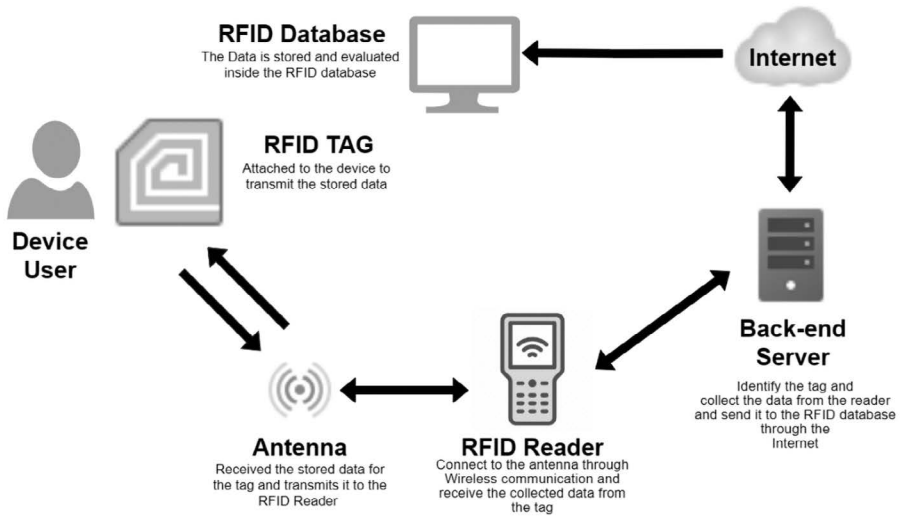 RFID Database
The Data is stored and evaluated
inside the RFID database
Internet
RFID TAG
Attached to the device to
transmit the stored data
Device
User
Back-end
Server
Identify the tag and
collect the data from the reader
and send it to the RFID database
through the
Internet
Antenna
Received the stored data for
the tag and transmits it to the
RFID Reader
RFID Reader
Connect to the antenna through
Wireless communication and
receive the collected data from
the tag